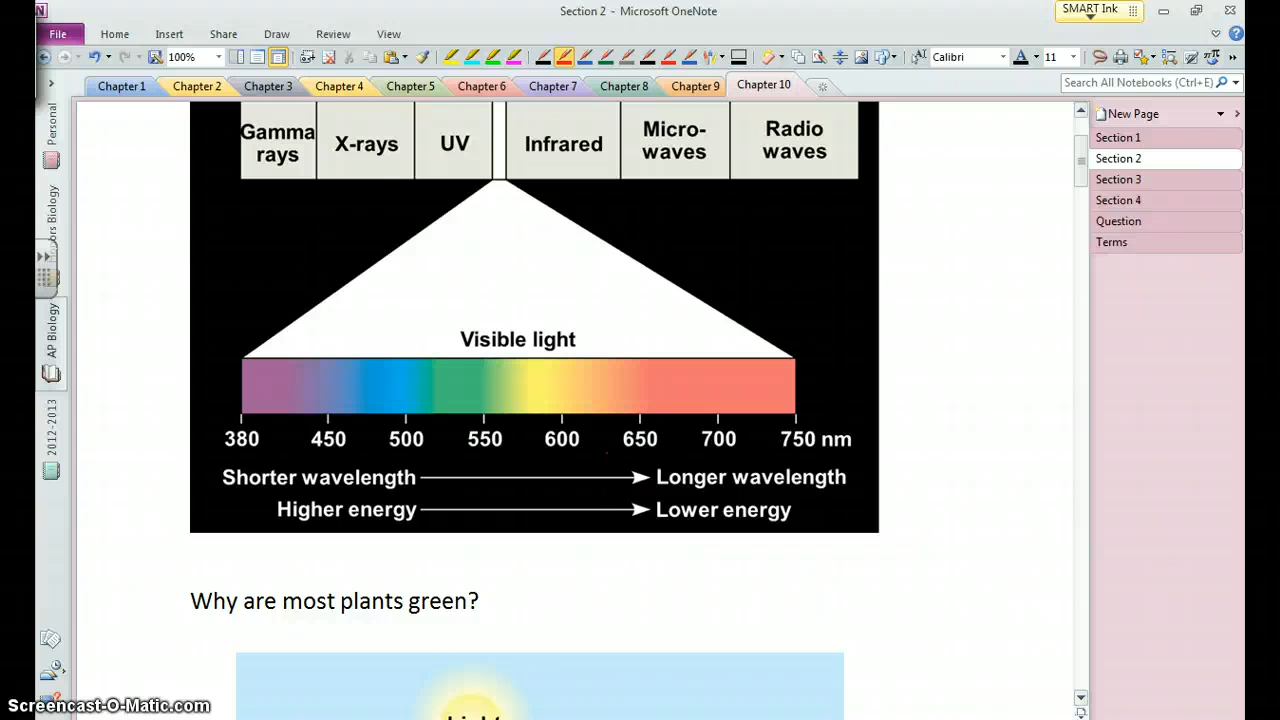 Section 2 - Microsoft OneNote
SMART Ink
File Home Insert Share Draw Review View
100%
Calibri
11
Chapter 1 Chapter 2 Chapter 3 Chapter 4 Chapter 5 Chapter 6 Chapter 7 Chapter 8 Chapter 9 Chapter 10
Search All Notebooks (Ctrl+E)
New Page
Section 1
Section 2
Section 3
Section 4
Question
Terms
Personal
ors Biology
AP Biology
2012-2013
Gamma rays
X-rays
UV
Infrared
Micro-
waves
Radio
waves
Visible light
380 450 500 550 600 650 700 750 nm
Shorter wavelength Longer wavelength
Higher energy Lower energy
Why are most plants green?
Light
Screencast-O-Matic.com